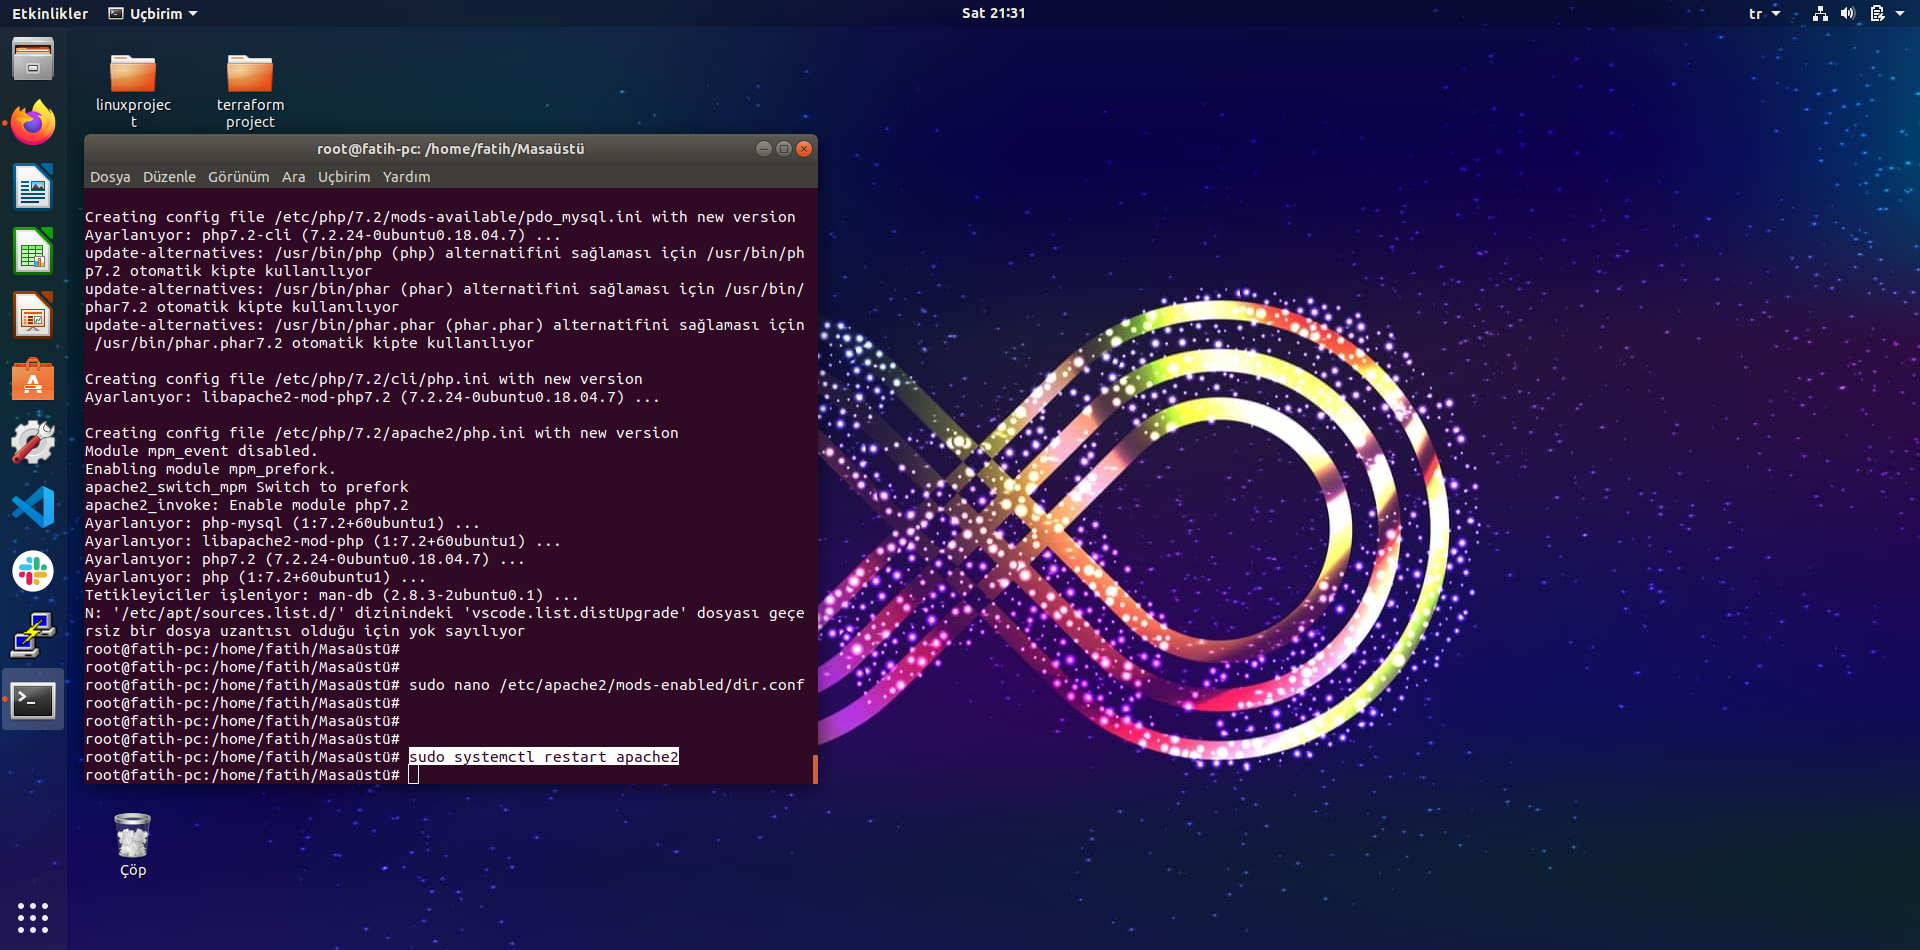 Etkinlikler
Uçbirim
Sat 21:31
tr
linuxprojec
t
terraform
project
root@fatih-pc: /home/fatih/Masaüstü
Dosya Düzenle Görünüm Ara Uçbirim Yardım
Creating config file /etc/php/7.2/mods-available/pdo_mysql.ini with new version
Ayarlanıyor: php7.2-cli (7.2.24-0ubuntu0.18.04.7) ...
update-alternatives: /usr/bin/php (php) alternatifini sağlaması için /usr/bin/ph
p7.2 otomatik kipte kullanılıyor
update-alternatives: /usr/bin/phar (phar) alternatifini sağlaması için /usr/bin/
phar7.2 otomatik kipte kullanılıyor
update-alternatives: /usr/bin/phar.phar (phar.phar) alternatifini sağlaması için
 /usr/bin/phar.phar7.2 otomatik kipte kullanılıyor
Creating config file /etc/php/7.2/cli/php.ini with new version
Ayarlanıyor: libapache2-mod-php7.2 (7.2.24-0ubuntu0.18.04.7) ...
Creating config file /etc/php/7.2/apache2/php.ini with new version
Module mpm_event disabled.
Enabling module mpm_prefork.
apache2_switch_mpm Switch to prefork
apache2_invoke: Enable module php7.2
Ayarlanıyor: php-mysql (1:7.2+60ubuntu1) ...
Ayarlanıyor: libapache2-mod-php (1:7.2+60ubuntu1) ...
Ayarlanıyor: php7.2 (7.2.24-0ubuntu0.18.04.7) ...
Ayarlanıyor: php (1:7.2+60ubuntu1) ...
Tetikleyiciler işleniyor: man-db (2.8.3-2ubuntu0.1) ...
N: '/etc/apt/sources.list.d/' dizinindeki 'vscode.list.distUpgrade' dosyası geçe
rsiz bir dosya uzantısı olduğu için yok sayılıyor
root@fatih-pc:/home/fatih/Masaüstü#
root@fatih-pc:/home/fatih/Masaüstü#
root@fatih-pc:/home/fatih/Masaüstü# sudo nano /etc/apache2/mods-enabled/dir.conf
root@fatih-pc:/home/fatih/Masaüstü#
root@fatih-pc:/home/fatih/Masaüstü#
root@fatih-pc:/home/fatih/Masaüstü#
root@fatih-pc:/home/fatih/Masaüstü# sudo systemctl restart apache2
root@fatih-pc:/home/fatih/Masaüstü#
Çöp